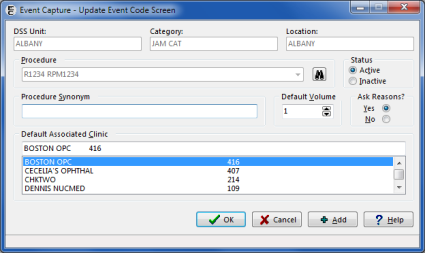 Event Capture - Update Event Code Screen
DSS Unit: Category: Location:
ALBANY JAM CAT ALBANY
Procedure Status
R1234 RPM1234 Active
Inactive
Procedure Synonym Default Volume Ask Reasons?
1 Yes
No
Default Associated Clinic
BOSTON OPC 416
BOSTON OPC 416
CECELIA'S OPHTHAL 407
CHKTWO 214
DENNIS NUCMED 109
OK Cancel Add Help